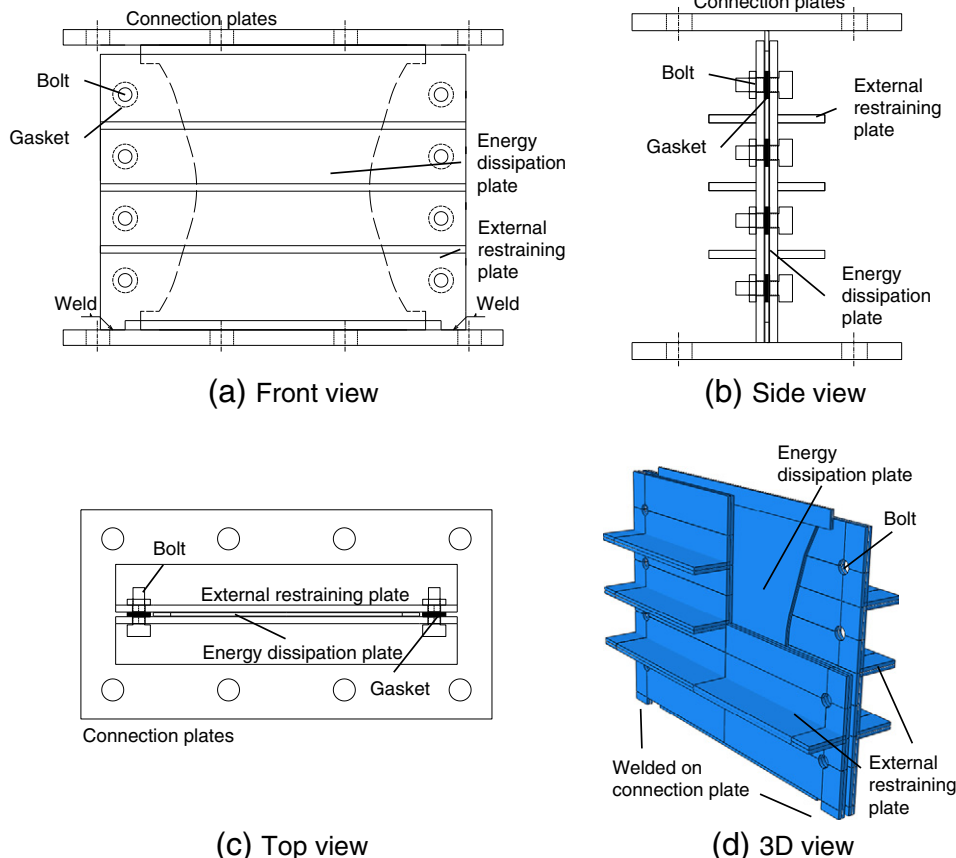 Connection plates
Bolt
Gasket
Energy
dissipation
plate
External
restraining
plate
Weld
Weld
(a) Front view
Connection plates
Bolt
External
restraining
plate
Gasket
Energy
dissipation
plate
(b) Side view
Bolt
External restraining plate
Energy dissipation plate
Gasket
Connection plates
(c) Top view
Energy
dissipation plate
Bolt
Welded on
connection plate
External
restraining
plate
(d) 3D view